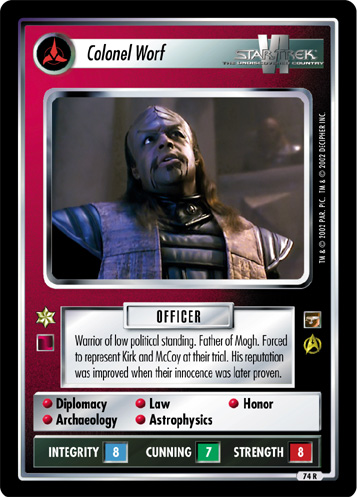 Colonel Worf
VI
STAR TREK
THE UNDISCOVERED COUNTRY
TM & © 2002 PAR. PIC. TM & © 2002 DECIPHER INC.
OFFICER
Warrior of low political standing. Father of Mogh. Forced
to represent Kirk and McCoy at their trial. His reputation
was improved when their innocence was later proven.
Diplomacy Law Honor
Archaeology Astrophysics
INTEGRITY 8 CUNNING 7 STRENGTH 8
74 R